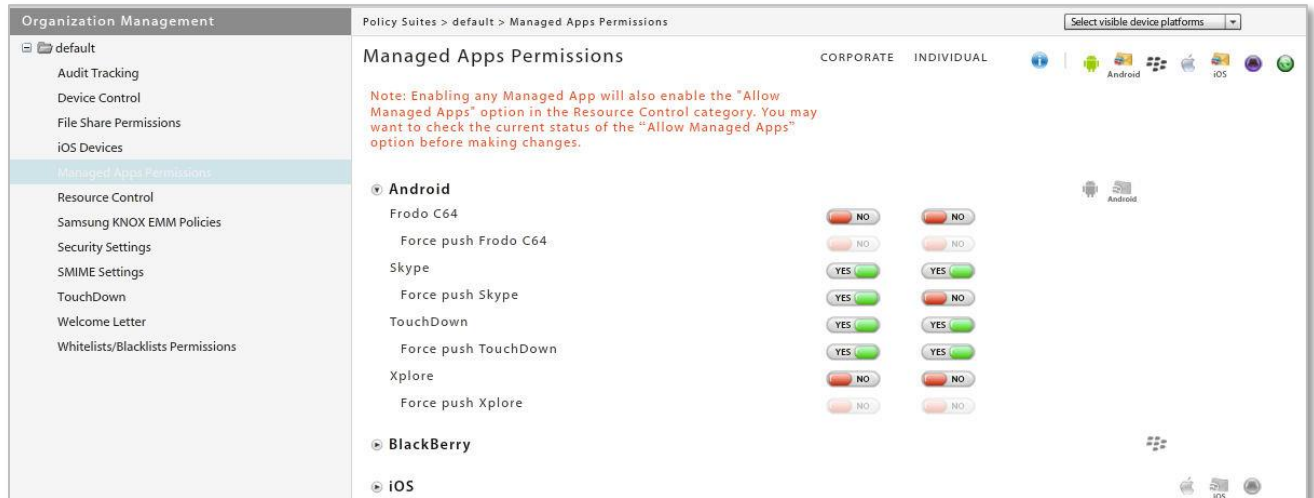 Organization Management
default
Audit Tracking
Device Control
File Share Permissions
iOS Devices
Managed Apps Permissions
Resource Control
Samsung KNOX EMM Policies
Security Settings
SMIME Settings
TouchDown
Welcome Letter
Whitelists/Blacklists Permissions
Policy Suites > default > Managed Apps Permissions
Select visible device platforms
Managed Apps Permissions
CORPORATE INDIVIDUAL
Android
iOS
Note: Enabling any Managed App will also enable the "Allow
Managed Apps" option in the Resource Control category. You may
want to check the current status of the “Allow Managed Apps”
option before making changes.
Android
Android
Frodo C64 NO NO
Force push Frodo C64 NO NO
Skype YES YES
Force push Skype YES NO
TouchDown YES YES
Force push TouchDown YES YES
Xplore NO NO
Force push Xplore NO NO
BlackBerry
iOS
iOS